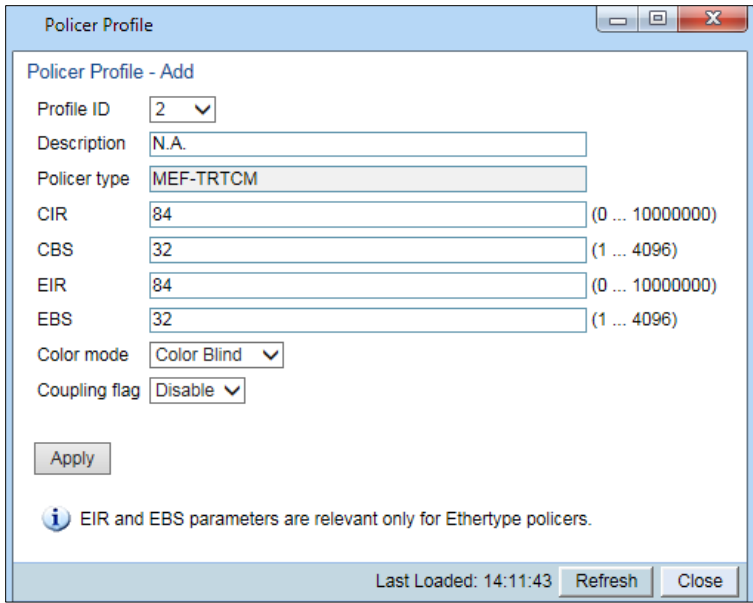 Policer Profile
Policer Profile - Add
Profile ID 2
Description N.A.
Policer type MEF-TRTCM
CIR 84 (0 ... 10000000)
CBS 32 (1 ... 4096)
EIR 84 (0 ... 10000000)
EBS 32 (1 ... 4096)
Color mode Color Blind
Coupling flag Disable
Apply
EIR and EBS parameters are relevant only for Ethertype policers.
Last Loaded: 14:11:43 Refresh Close